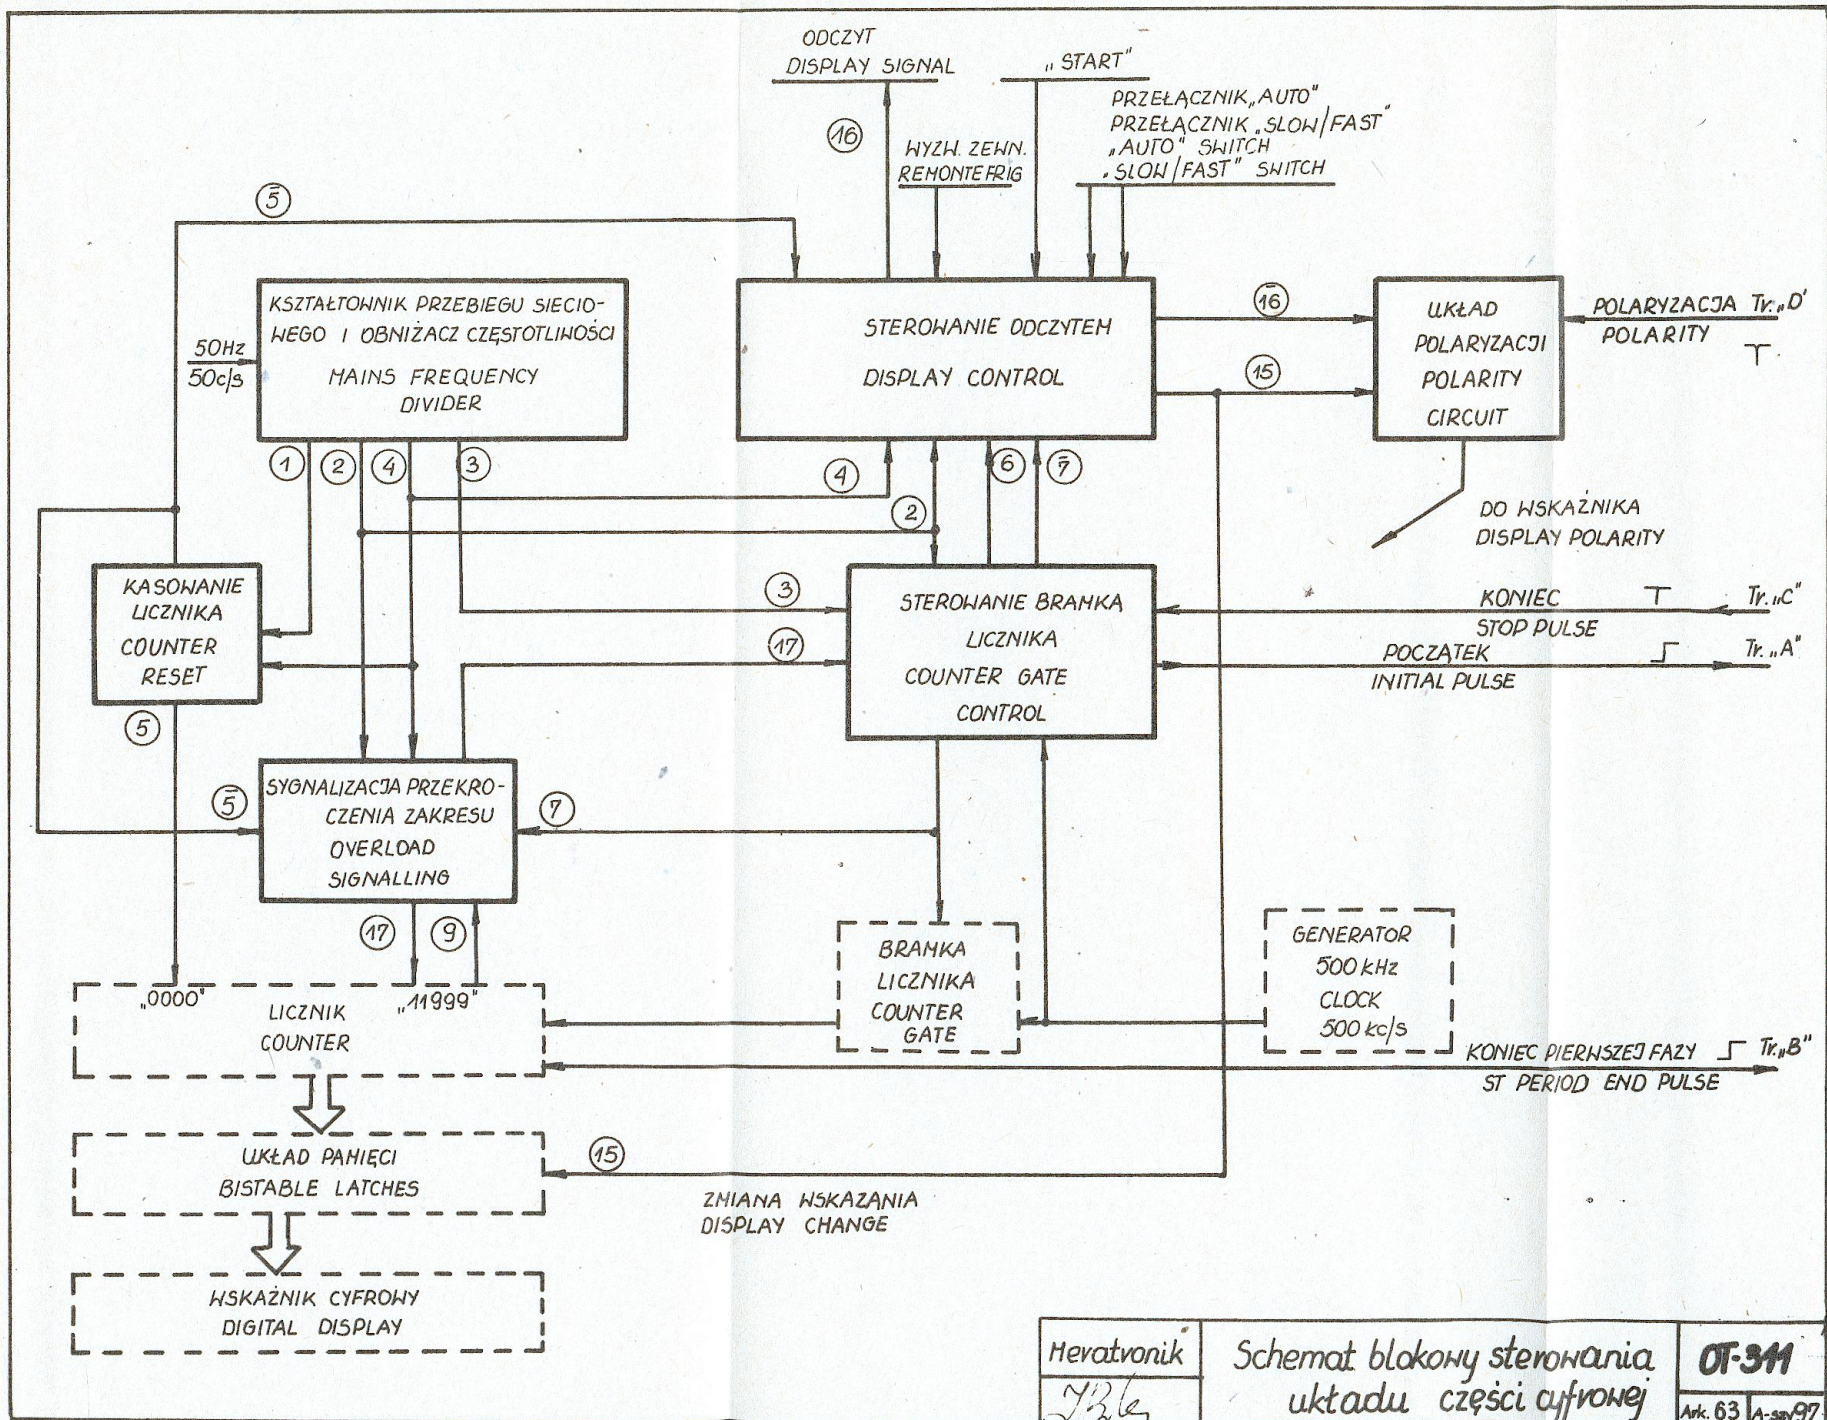 ODCZYT
DISPLAY SIGNAL
„START"
PRZEŁĄCZNIK „AUTO"
PRZEŁĄCZNIK „SLOW/FAST"
„AUTO" SWITCH
„SLOW/FAST" SWITCH
16
WYZW. ZEWN.
REMONTEFRIG
5̅
KSZTAŁTOWNIK PRZEBIEGU SIECIO-
WEGO I OBNIŻACZ CZĘSTOTLIWOŚCI
MAINS FREQUENCY
DIVIDER
50Hz
50c/s
STEROWANIE ODCZYTEM
DISPLAY CONTROL
1̅6̅
15
UKŁAD
POLARYZACJI
POLARITY
CIRCUIT
POLARYZACJA Tr. „D"
POLARITY
1
2
4
3
4
2
6
7̅
DO WSKAŹNIKA
DISPLAY POLARITY
KASOWANIE
LICZNIKA
COUNTER
RESET
3
17
STEROWANIE BRAMKA
LICZNIKA
COUNTER GATE
CONTROL
KONIEC Tr. „C"
STOP PULSE
POCZĄTEK Tr. „A"
INITIAL PULSE
5
5̅
SYGNALIZACJA PRZEKRO-
CZENIA ZAKRESU
OVERLOAD
SIGNALLING
7
17
9
BRAMKA
LICZNIKA
COUNTER
GATE
GENERATOR
500 kHz
CLOCK
500 kc/s
„0000"
„11999"
LICZNIK
COUNTER
KONIEC PIERWSZEJ FAZY Tr. „B"
ST PERIOD END PULSE
UKŁAD PAMIĘCI
BISTABLE LATCHES
15
ZMIANA WSKAZANIA
DISPLAY CHANGE
WSKAŹNIK CYFROWY
DIGITAL DISPLAY
Meratronik
Schemat blokowy sterowania
układu części cyfrowej
OT-311
Ark. 63